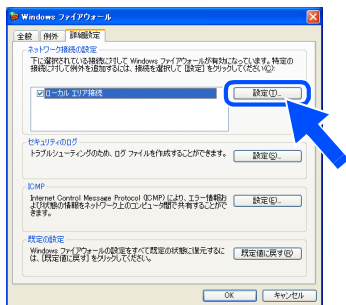 Windows ファイアウォール
全般 例外 詳細設定
ネットワーク接続の設定
下に選択されている接続に対して Windows ファイアウォールが有効になっています。特定の
接続に対して例外を追加するには、接続を選択して [設定] をクリックしてください(O):
ローカル エリア接続
設定(T)...
セキュリティのログ
トラブルシューティングのため、ログ ファイルを作成することができます。
設定(S)...
ICMP
Internet Control Message Protocol (ICMP) により、エラー情報お
よび状態の情報をネットワーク上のコンピュータ間で共有することがで
きます。
設定(E)...
既定の設定
Windows ファイアウォールの設定をすべて既定の状態に復元するに
は、[既定値に戻す] をクリックしてください。
既定値に戻す(R)
OK キャンセル